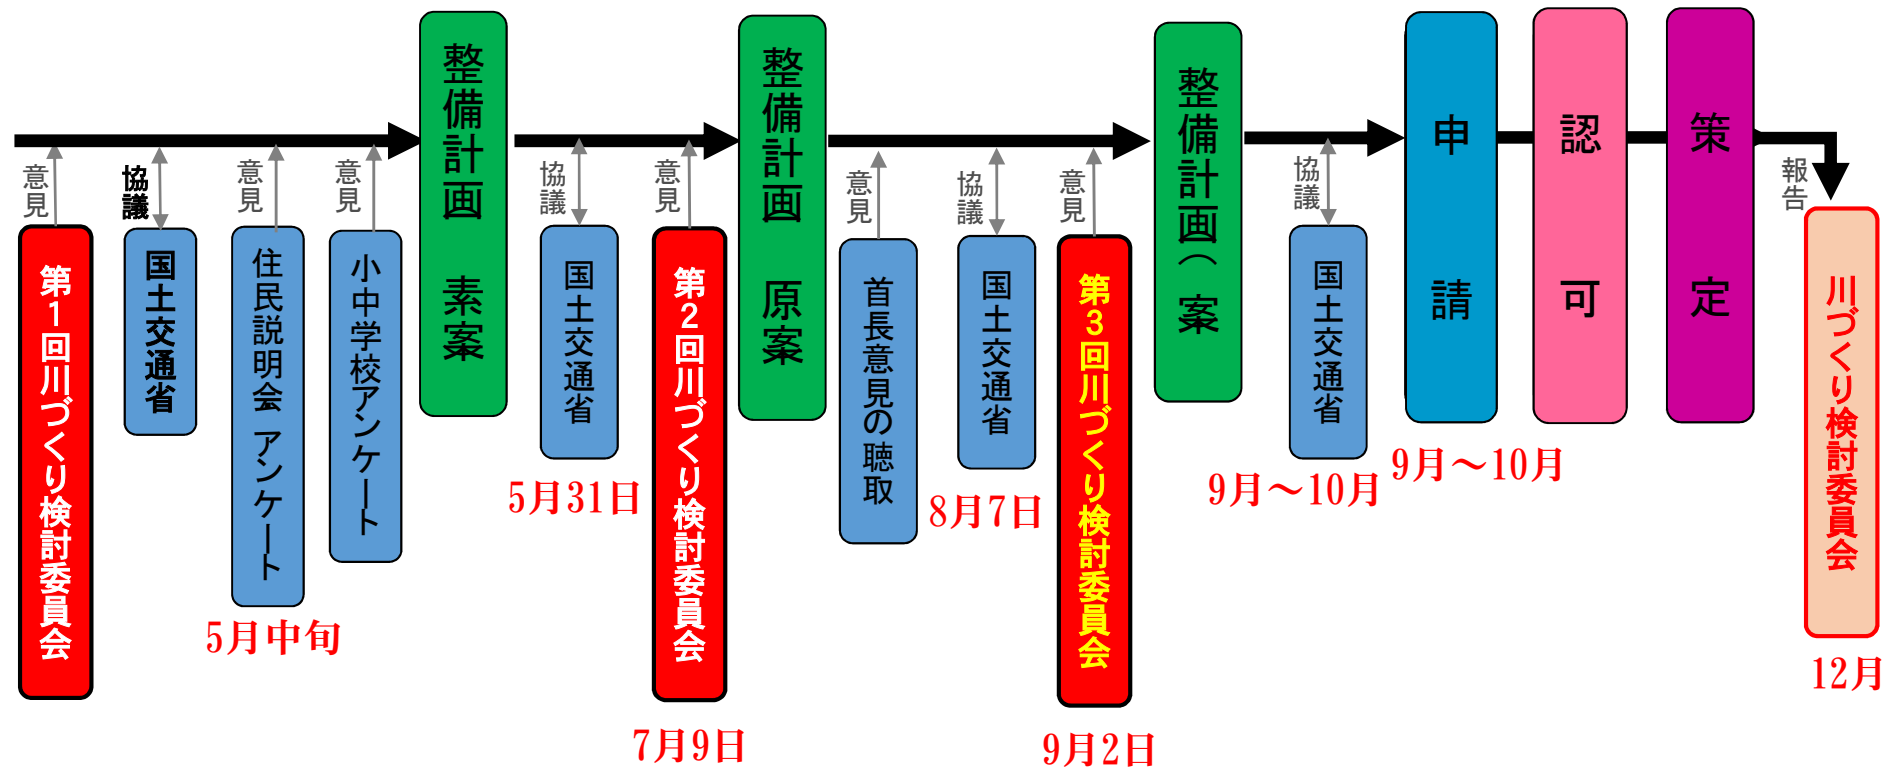 意見
第1回川づくり検討委員会
協議
国土交通省
意見
住民説明会 アンケート
5月中旬
意見
小中学校アンケート
整備計画 素案
協議
国土交通省
5月31日
意見
第2回川づくり検討委員会
7月9日
整備計画 原案
意見
首長意見の聴取
協議
国土交通省
8月7日
意見
第3回川づくり検討委員会
9月2日
整備計画(案
協議
国土交通省
9月～10月
申請
9月～10月
認可
策定
報告
川づくり検討委員会
12月